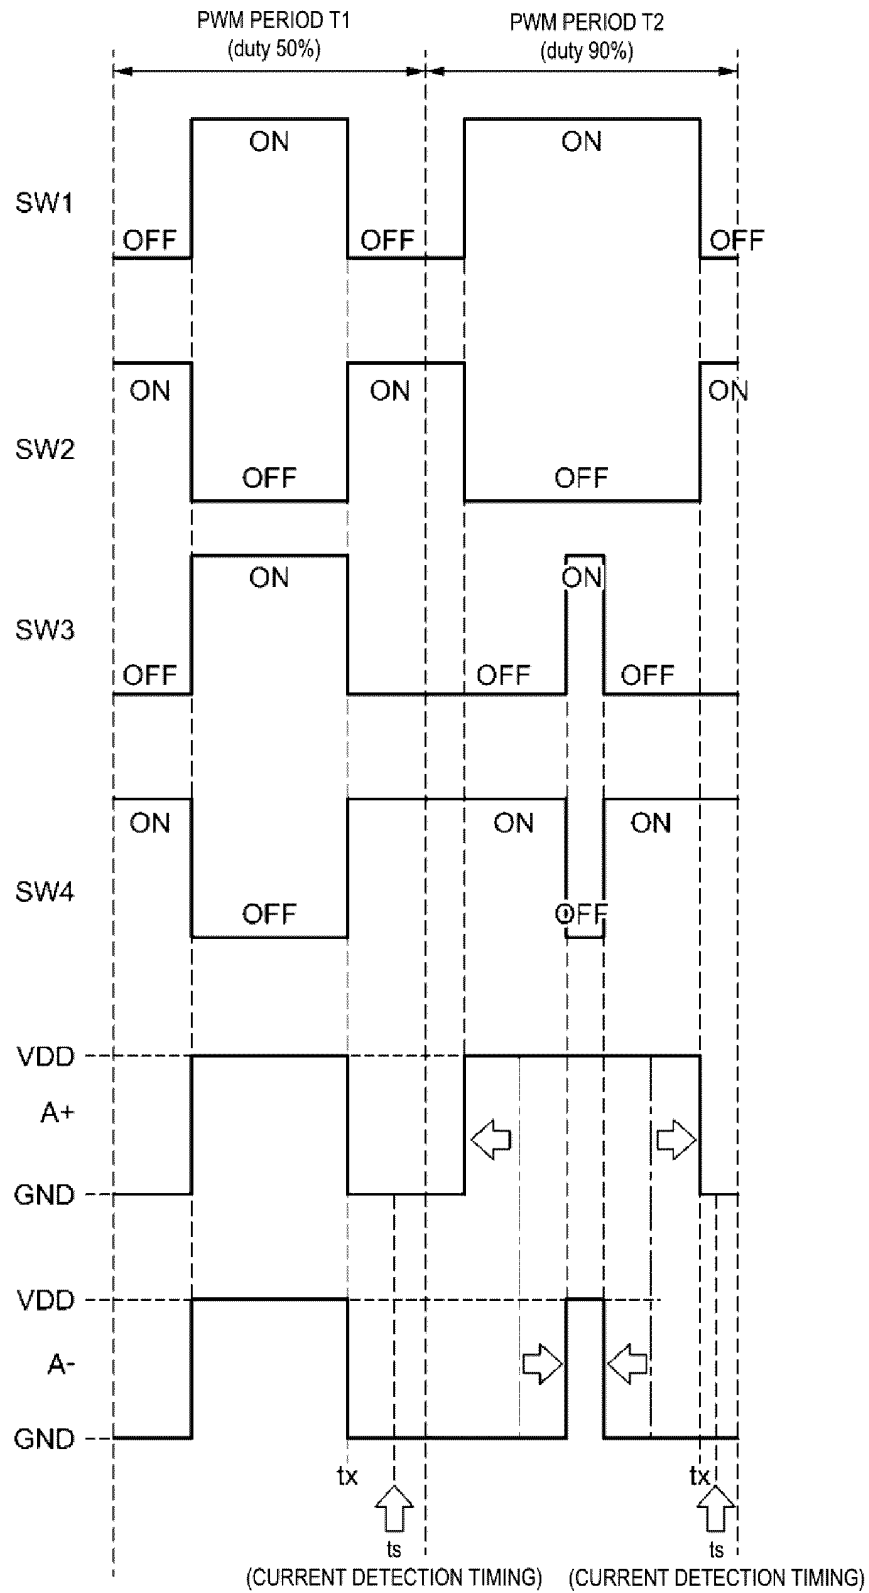 PWM PERIOD T1 PWM PERIOD T2
(duty 50%) (duty 90%)
ON ON
SW1
OFF OFF OFF
ON ON ON
SW2
OFF OFF
ON ON
SW3
OFF OFF OFF OFF
ON ON ON
SW4
OFF OFF
VDD
A+
GND
VDD
A-
GND
tx tx
ts ts
(CURRENT DETECTION TIMING) (CURRENT DETECTION TIMING)